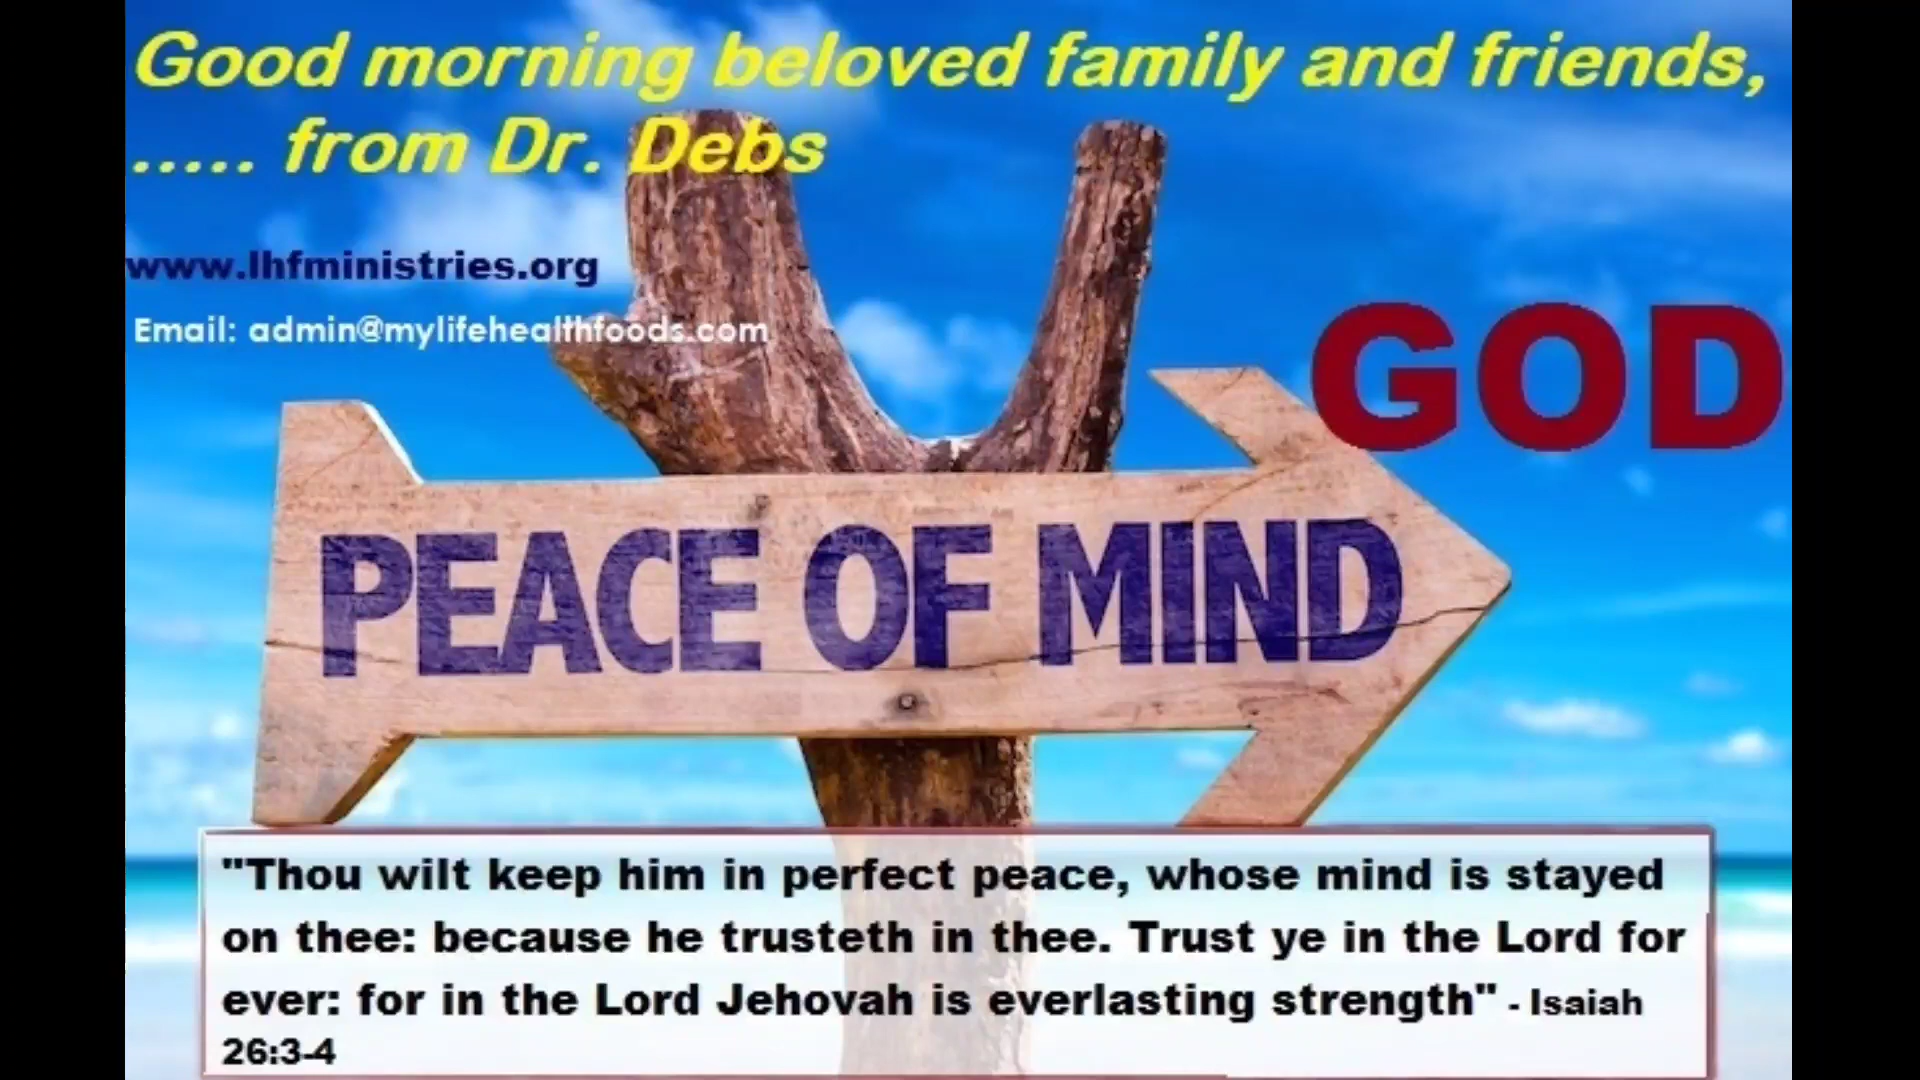 Good morning beloved family and friends,
..... from Dr. Debs
www.lhfministries.org
Email: admin@mylifehealthfoods.com
GOD
PEACE OF MIND
"Thou wilt keep him in perfect peace, whose mind is stayed
on thee: because he trusteth in thee. Trust ye in the Lord for
ever: for in the Lord Jehovah is everlasting strength" - Isaiah
26:3-4